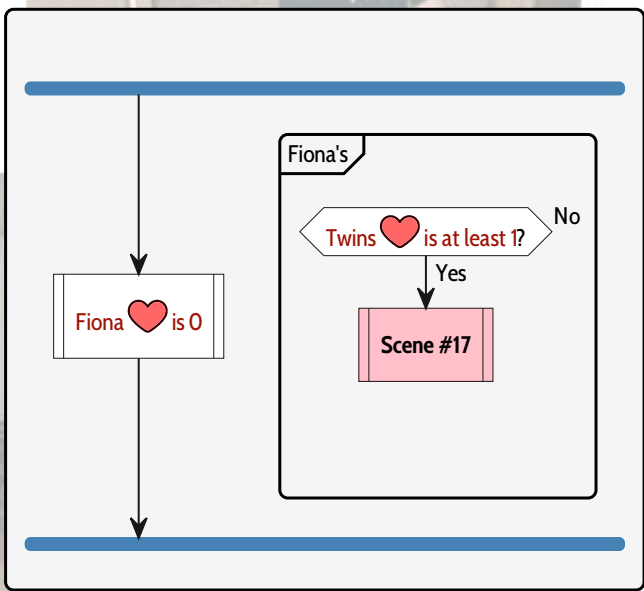 Fiona's
Twins ❤ is at least 1?
No
Yes
Fiona ❤ is 0
Scene #17